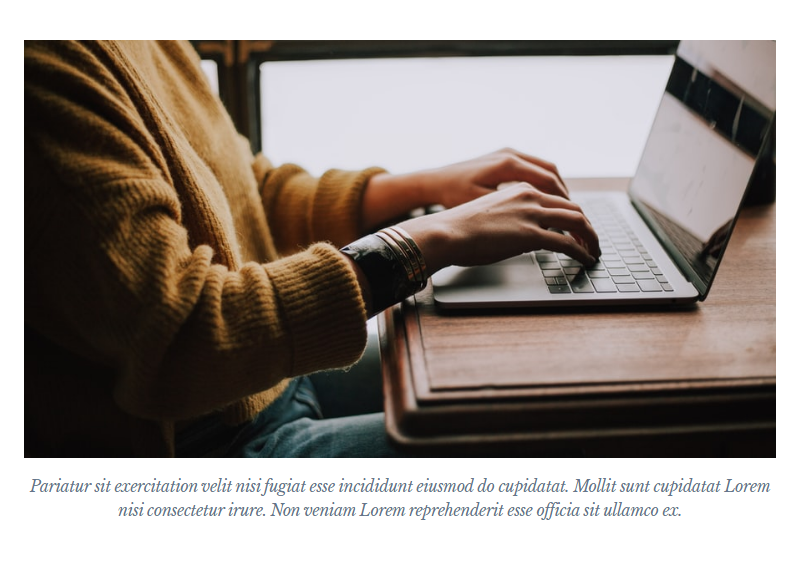 Pariatur sit exercitation velit nisi fugiat esse incididunt eiusmod do cupidatat. Mollit sunt cupidatat Lorem
nisi consectetur irure. Non veniam Lorem reprehenderit esse officia sit ullamco ex.